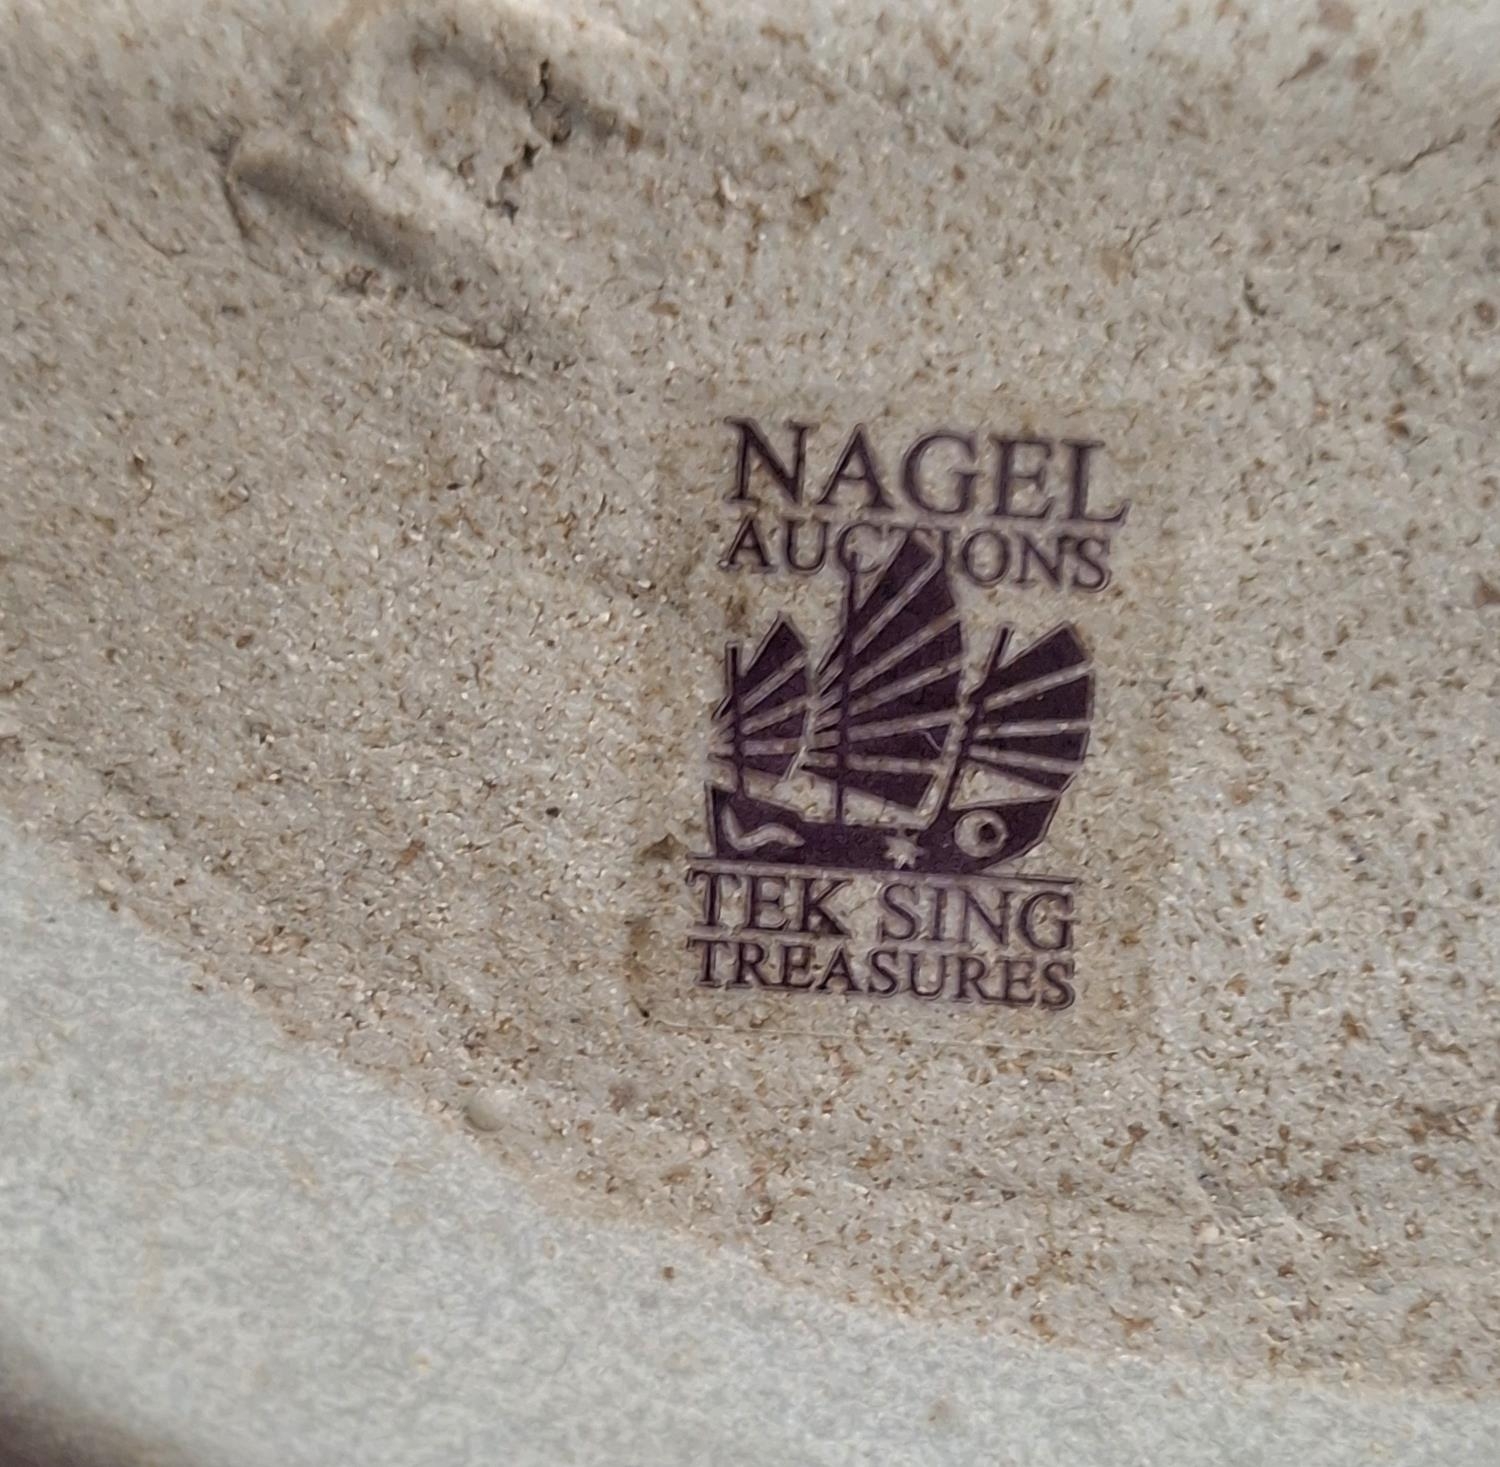 NAGEL
AUCTIONS
TEK SING
TREASURES